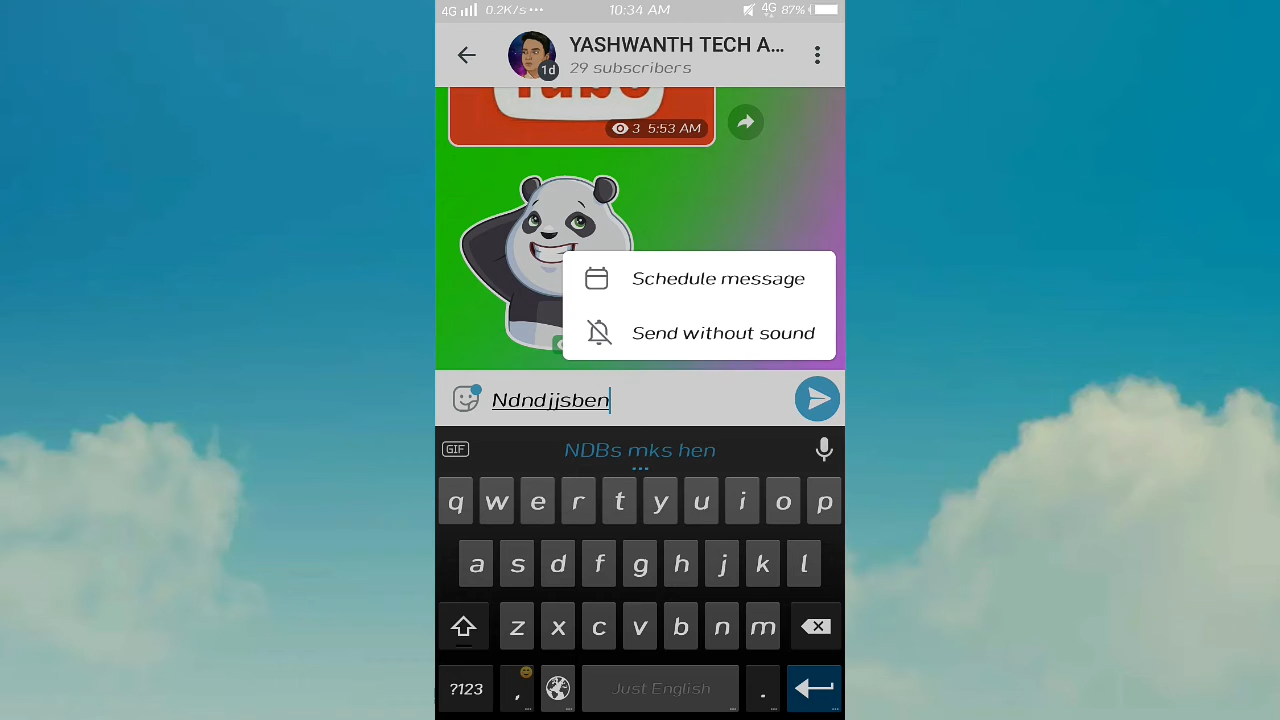 4G 0.2K/s ••• 10:34 AM 4G 87%
YASHWANTH TECH A...
1d
29 subscribers
Tube
3 5:53 AM
Schedule message
Send without sound
Ndndjjsben
GIF NDBs mks hen
...
q w e r t y u i o p
a s d f g h j k l
z x c v b n m
?123 , Just English .